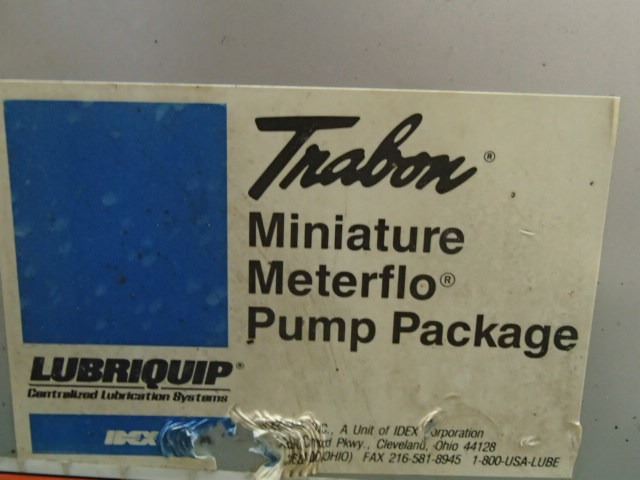 Trabon®
Miniature
Meterflo®
Pump Package
LUBRIQUIP®
Centralized Lubrication Systems
IDEX
INC., A Unit of IDEX Corporation
Pkwy., Cleveland, Ohio 44128
OHIO) FAX 216-581-8945 1-800-USA-LUBE